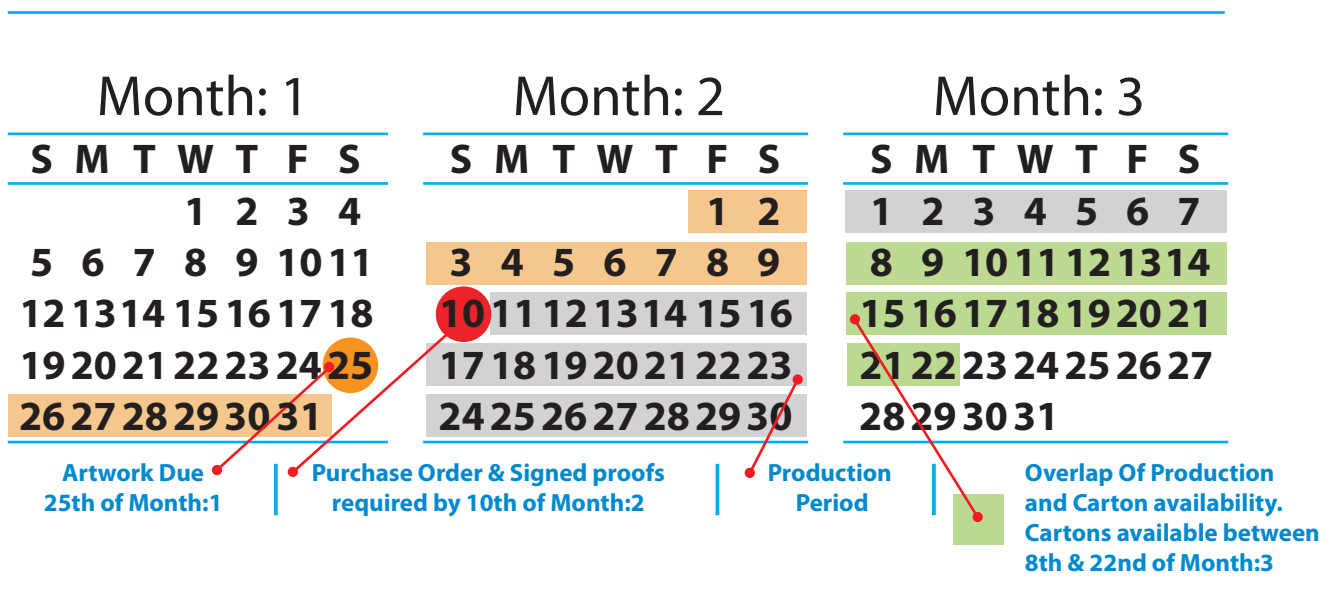 Month: 1
S M T W T F S
1 2 3 4
5 6 7 8 9 10 11
12 13 14 15 16 17 18
19 20 21 22 23 24 25
26 27 28 29 30 31
Month: 2
S M T W T F S
1 2
3 4 5 6 7 8 9
10 11 12 13 14 15 16
17 18 19 20 21 22 23
24 25 26 27 28 29 30
Month: 3
S M T W T F S
1 2 3 4 5 6 7
8 9 10 11 12 13 14
15 16 17 18 19 20 21
21 22 23 24 25 26 27
28 29 30 31
Artwork Due
25th of Month:1
Purchase Order & Signed proofs
required by 10th of Month:2
Production
Period
Overlap Of Production
and Carton availability.
Cartons available between
8th & 22nd of Month:3